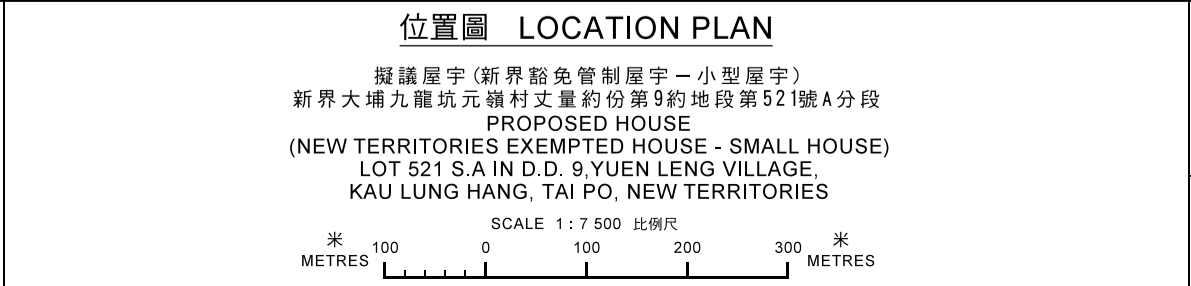 位置圖 LOCATION PLAN
擬議屋宇(新界豁免管制屋宇－小型屋宇)
新界大埔九龍坑元嶺村丈量約份第9約地段第521號A分段
PROPOSED HOUSE
(NEW TERRITORIES EXEMPTED HOUSE - SMALL HOUSE)
LOT 521 S.A IN D.D. 9,YUEN LENG VILLAGE,
KAU LUNG HANG, TAI PO, NEW TERRITORIES
SCALE 1 : 7 500 比例尺
米 100 0 100 200 300 米
METRES METRES